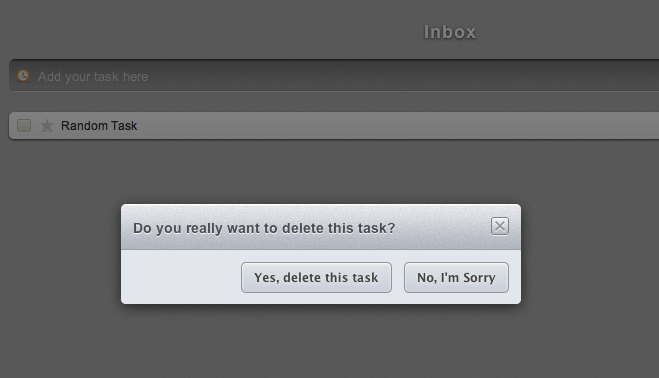 Inbox
Add your task here
Random Task
Do you really want to delete this task?
Yes, delete this task
No, I'm Sorry